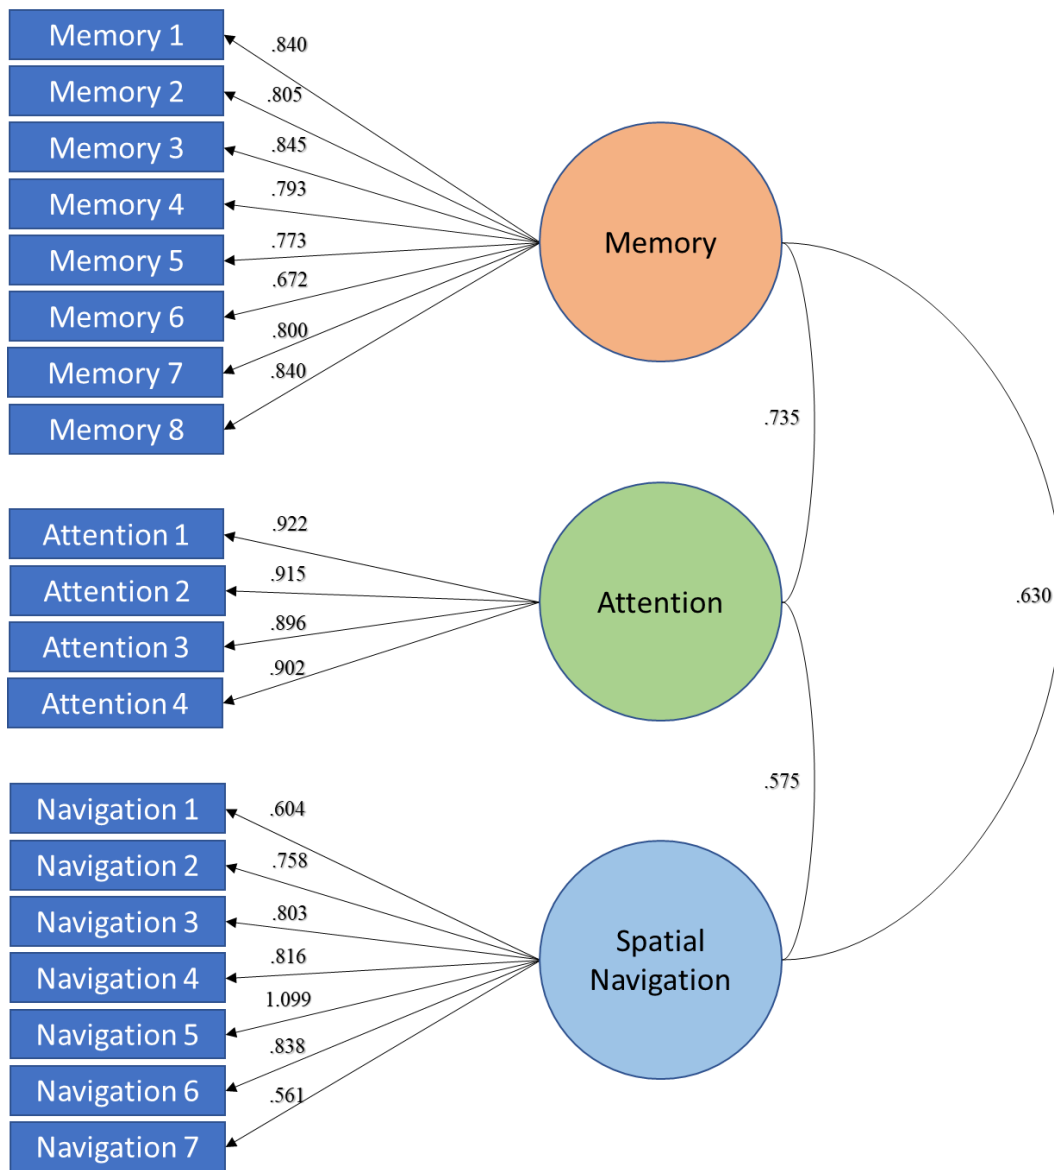 Memory 1
.840
Memory 2
.805
Memory 3
.845
Memory 4
.793
Memory 5
.773
Memory 6
.672
Memory 7
.800
Memory 8
.840
Memory
.735
Attention 1
.922
Attention 2
.915
Attention 3
.896
Attention 4
.902
Attention
.630
.575
Navigation 1
.604
Navigation 2
.758
Navigation 3
.803
Navigation 4
.816
Navigation 5
1.099
Navigation 6
.838
Navigation 7
.561
Spatial
Navigation